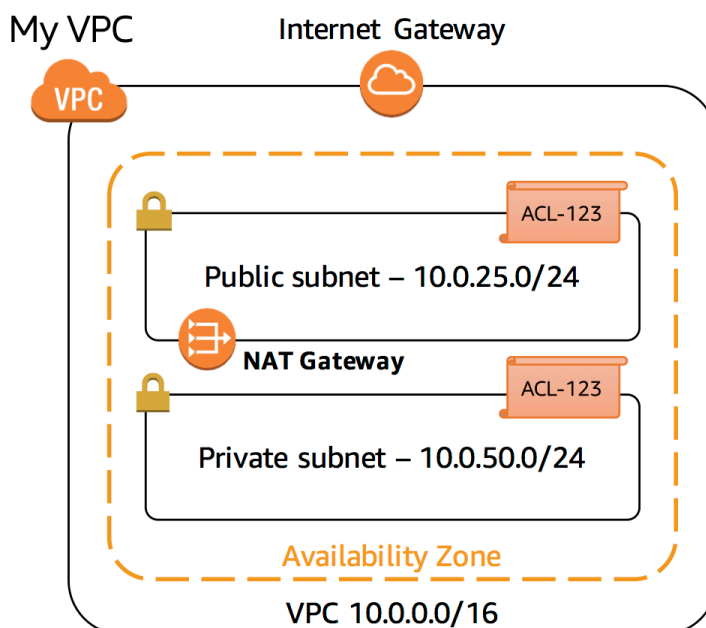 My VPC
Internet Gateway
VPC
ACL-123
Public subnet – 10.0.25.0/24
NAT Gateway
ACL-123
Private subnet – 10.0.50.0/24
Availability Zone
VPC 10.0.0.0/16